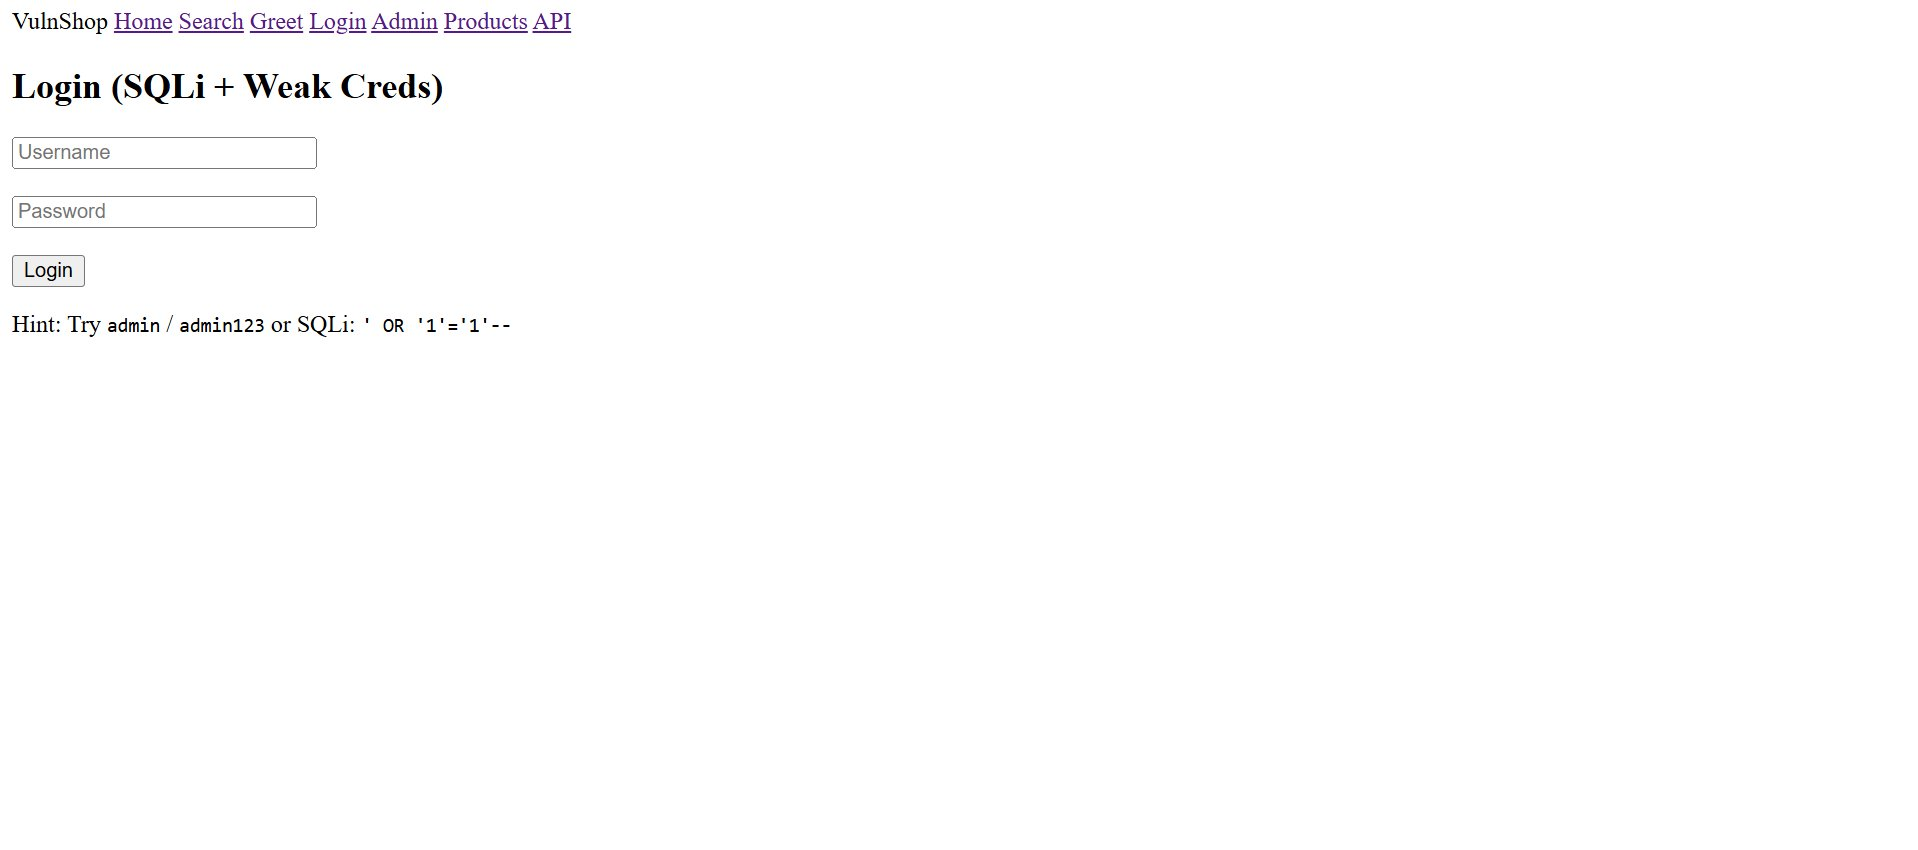 VulnShop Home Search Greet Login Admin Products API
Login (SQLi + Weak Creds)
Username
Password
Login
Hint: Try admin / admin123 or SQLi: ' OR '1'='1'--